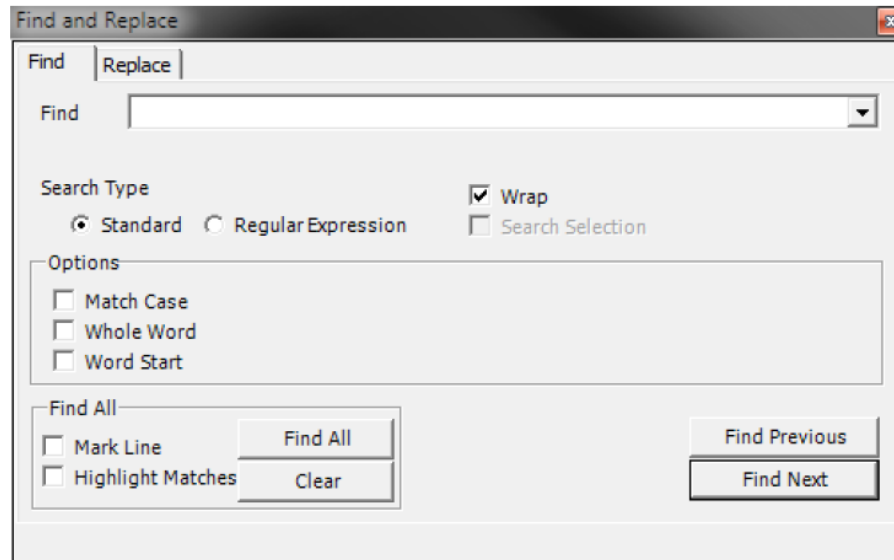 Find and Replace
Find Replace
Find
Search Type
Wrap
Standard Regular Expression
Search Selection
Options
Match Case
Whole Word
Word Start
Find All
Mark Line
Highlight Matches
Find All
Clear
Find Previous
Find Next